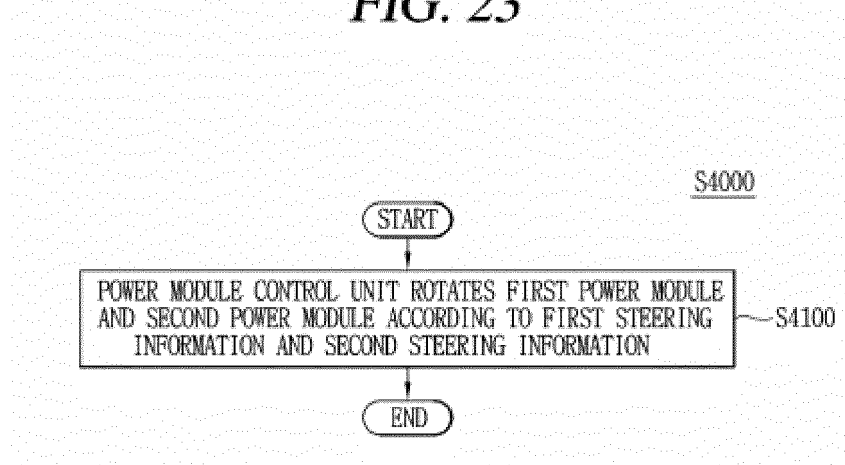 FIG. 23
S4000
START
POWER MODULE CONTROL UNIT ROTATES FIRST POWER MODULE
AND SECOND POWER MODULE ACCORDING TO FIRST STEERING
INFORMATION AND SECOND STEERING INFORMATION
S4100
END